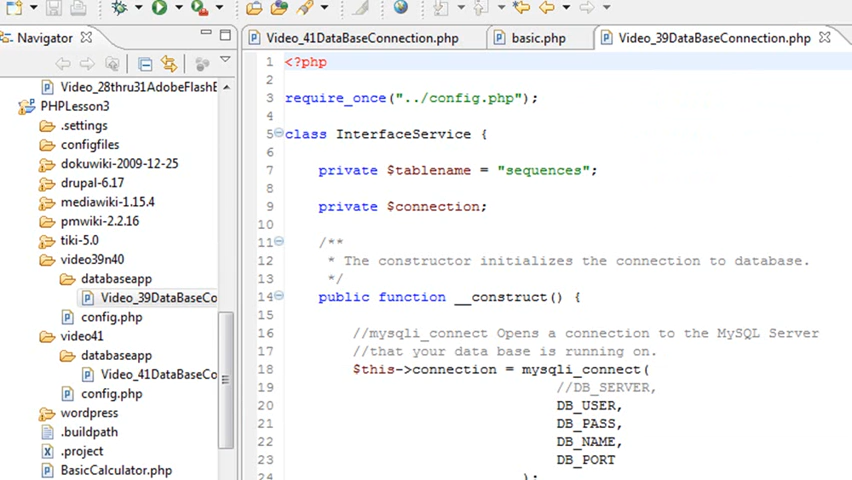 Navigator
Video_28thru31AdobeFlashE
PHPLesson3
.settings
configfiles
dokuwiki-2009-12-25
drupal-6.17
mediawiki-1.15.4
pmwiki-2.2.16
tiki-5.0
video39n40
databaseapp
Video_39DataBaseCo
config.php
video41
databaseapp
Video_41DataBaseCo
config.php
wordpress
.buildpath
.project
BasicCalculator.php
Video_41DataBaseConnection.php basic.php Video_39DataBaseConnection.php
1 <?php
2
3 require_once("../config.php");
4
5 class InterfaceService {
6
7 private $tablename = "sequences";
8
9 private $connection;
10
11 /**
12 * The constructor initializes the connection to database.
13 */
14 public function __construct() {
15
16 //mysqli_connect Opens a connection to the MySQL Server
17 //that your data base is running on.
18 $this->connection = mysqli_connect(
19 //DB_SERVER,
20 DB_USER,
21 DB_PASS,
22 DB_NAME,
23 DB_PORT
24 );